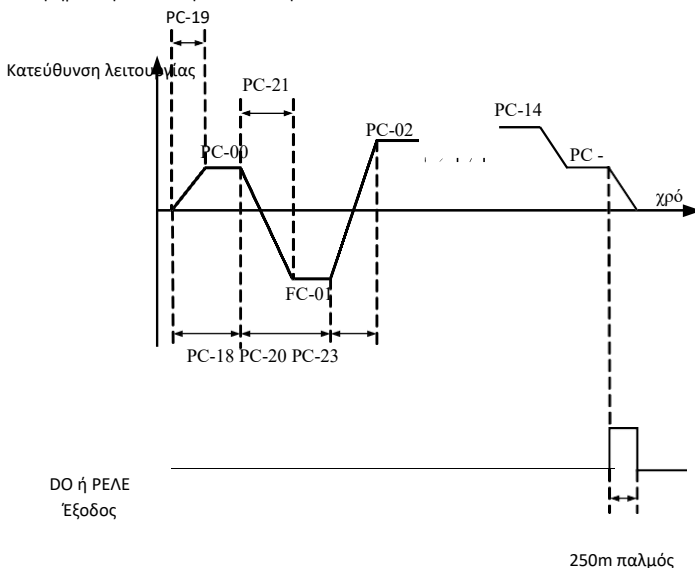 PC-19
Κατεύθυνση λειτουργίας
PC-21
PC-14
PC-02
PC-00
PC -
χρό
FC-01
PC-18 PC-20 PC-23
DO ή ΡΕΛΕ
Έξοδος
250m παλμός